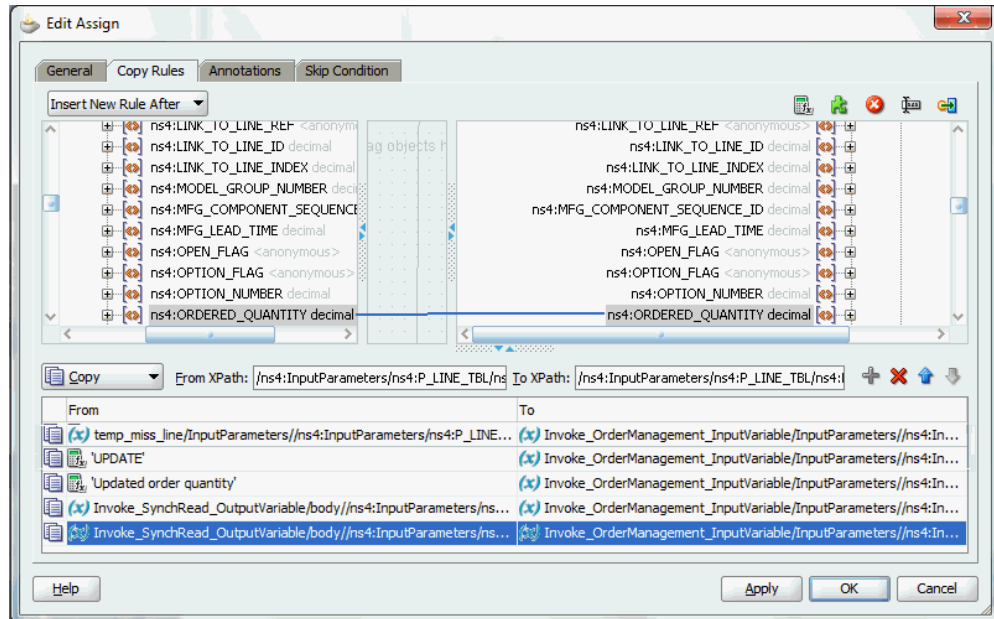 Edit Assign
General Copy Rules Annotations Skip Condition
Insert New Rule After
ns4:LINK_TO_LINE_REF <anonym ns4:LINK_TO_LINE_REF <anonymous>
ns4:LINK_TO_LINE_ID decimal ag objects h ns4:LINK_TO_LINE_ID decimal
ns4:LINK_TO_LINE_INDEX decimal ns4:LINK_TO_LINE_INDEX decimal
ns4:MODEL_GROUP_NUMBER deci ns4:MODEL_GROUP_NUMBER decimal
ns4:MFG_COMPONENT_SEQUENCE ns4:MFG_COMPONENT_SEQUENCE_ID decimal
ns4:MFG_LEAD_TIME decimal ns4:MFG_LEAD_TIME decimal
ns4:OPEN_FLAG <anonymous> ns4:OPEN_FLAG <anonymous>
ns4:OPTION_FLAG <anonymous> ns4:OPTION_FLAG <anonymous>
ns4:OPTION_NUMBER decimal ns4:OPTION_NUMBER decimal
ns4:ORDERED_QUANTITY decimal ns4:ORDERED_QUANTITY decimal
Copy From XPath: /ns4:InputParameters/ns4:P_LINE_TBL/ns To XPath: /ns4:InputParameters/ns4:P_LINE_TBL/ns4:I
From To
(x) temp_miss_line/InputParameters//ns4:InputParameters/ns4:P_LINE... (x) Invoke_OrderManagement_InputVariable/InputParameters//ns4:In...
'UPDATE' (x) Invoke_OrderManagement_InputVariable/InputParameters//ns4:In...
'Updated order quantity' (x) Invoke_OrderManagement_InputVariable/InputParameters//ns4:In...
(x) Invoke_SynchRead_OutputVariable/body//ns4:InputParameters/ns... (x) Invoke_OrderManagement_InputVariable/InputParameters//ns4:In...
(x) Invoke_SynchRead_OutputVariable/body//ns4:InputParameters/ns... (x) Invoke_OrderManagement_InputVariable/InputParameters//ns4:In...
Help Apply OK Cancel